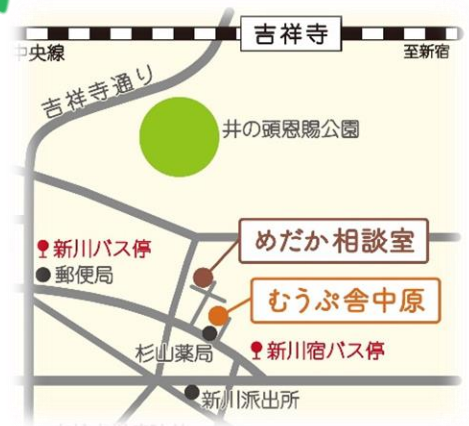 吉祥寺
中央線
至新宿
吉祥寺通り
井の頭恩賜公園
めだか相談室
新川バス停
郵便局
むうぷ舎中原
杉山薬局
新川宿バス停
新川派出所